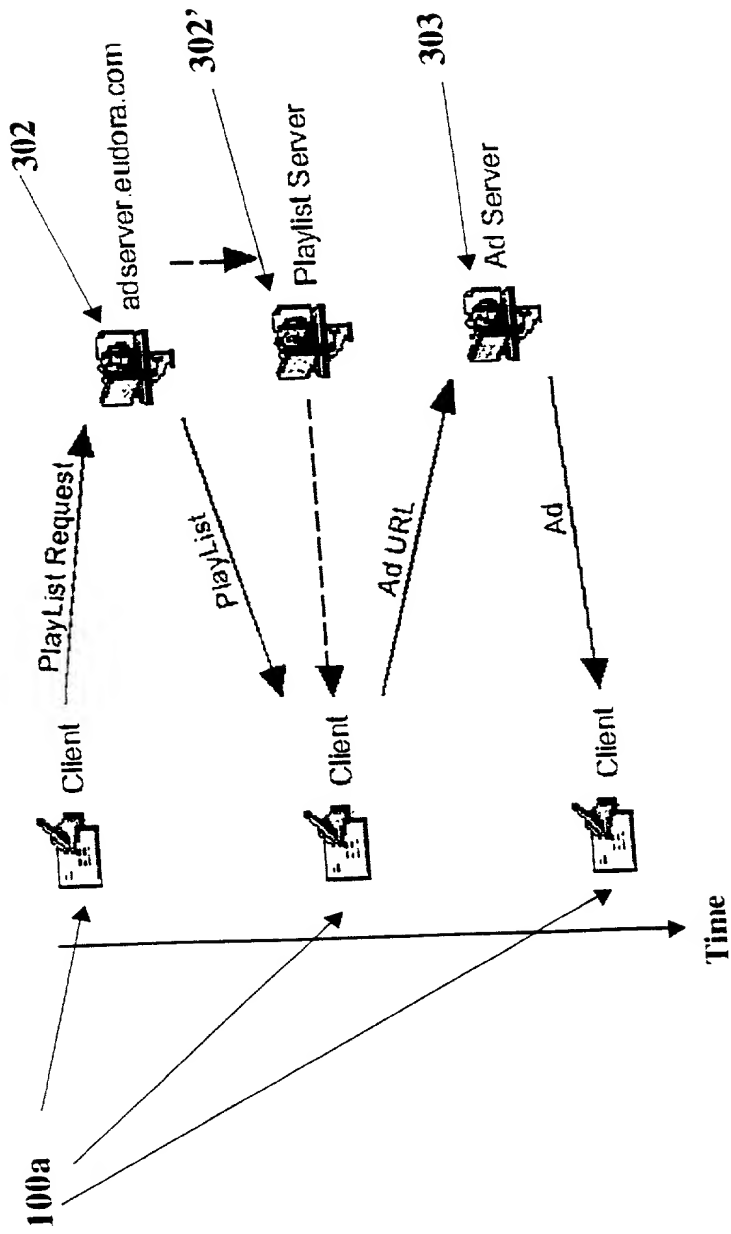 100a
Client
PlayList Request
302
adserver.eudora.com
PlayList
302’
Playlist Server
Client
Ad URL
303
Ad Server
Ad
Client
Time